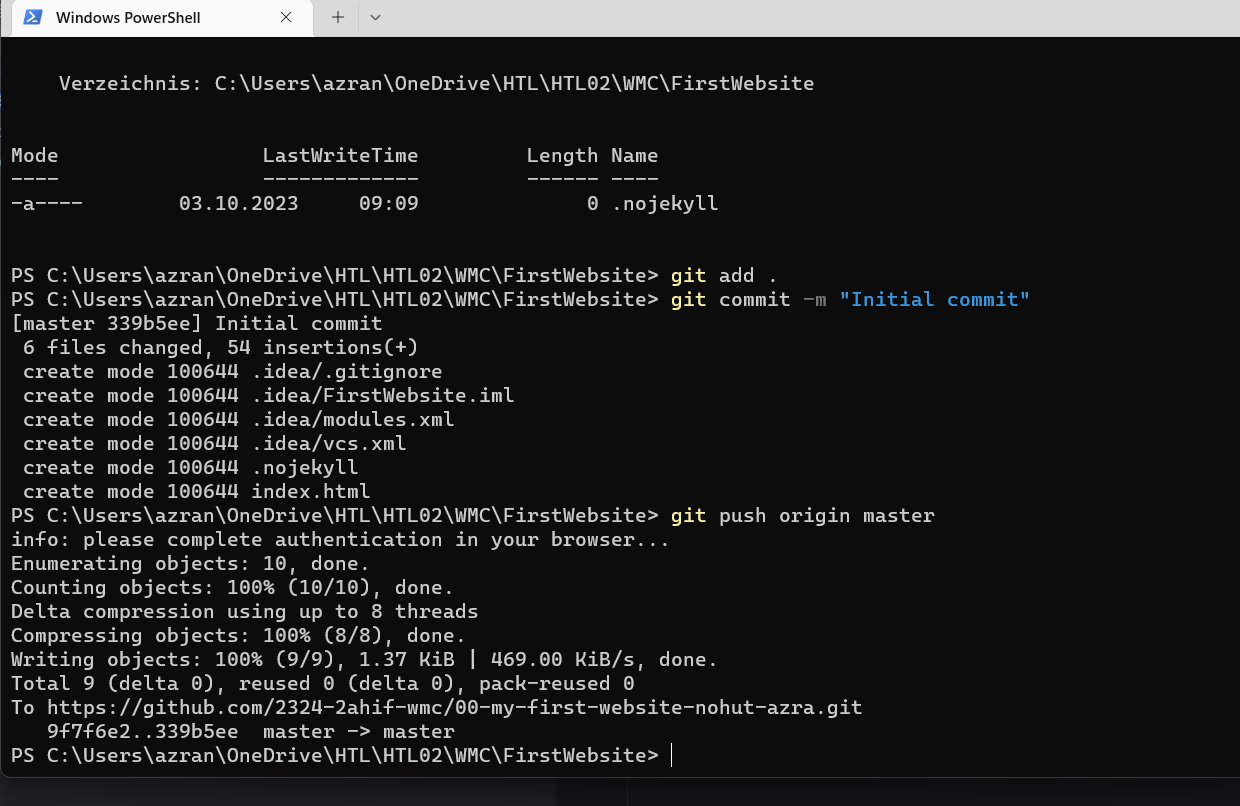 Windows PowerShell
Verzeichnis: C:\Users\azran\OneDrive\HTL\HTL02\WMC\FirstWebsite
Mode                 LastWriteTime         Length Name
----                 -------------         ------ ----
-a----        03.10.2023     09:09              0 .nojekyll
PS C:\Users\azran\OneDrive\HTL\HTL02\WMC\FirstWebsite> git add .
PS C:\Users\azran\OneDrive\HTL\HTL02\WMC\FirstWebsite> git commit -m "Initial commit"
[master 339b5ee] Initial commit
 6 files changed, 54 insertions(+)
 create mode 100644 .idea/.gitignore
 create mode 100644 .idea/FirstWebsite.iml
 create mode 100644 .idea/modules.xml
 create mode 100644 .idea/vcs.xml
 create mode 100644 .nojekyll
 create mode 100644 index.html
PS C:\Users\azran\OneDrive\HTL\HTL02\WMC\FirstWebsite> git push origin master
info: please complete authentication in your browser...
Enumerating objects: 10, done.
Counting objects: 100% (10/10), done.
Delta compression using up to 8 threads
Compressing objects: 100% (8/8), done.
Writing objects: 100% (9/9), 1.37 KiB | 469.00 KiB/s, done.
Total 9 (delta 0), reused 0 (delta 0), pack-reused 0
To https://github.com/2324-2ahif-wmc/00-my-first-website-nohut-azra.git
   9f7f6e2..339b5ee  master -> master
PS C:\Users\azran\OneDrive\HTL\HTL02\WMC\FirstWebsite>